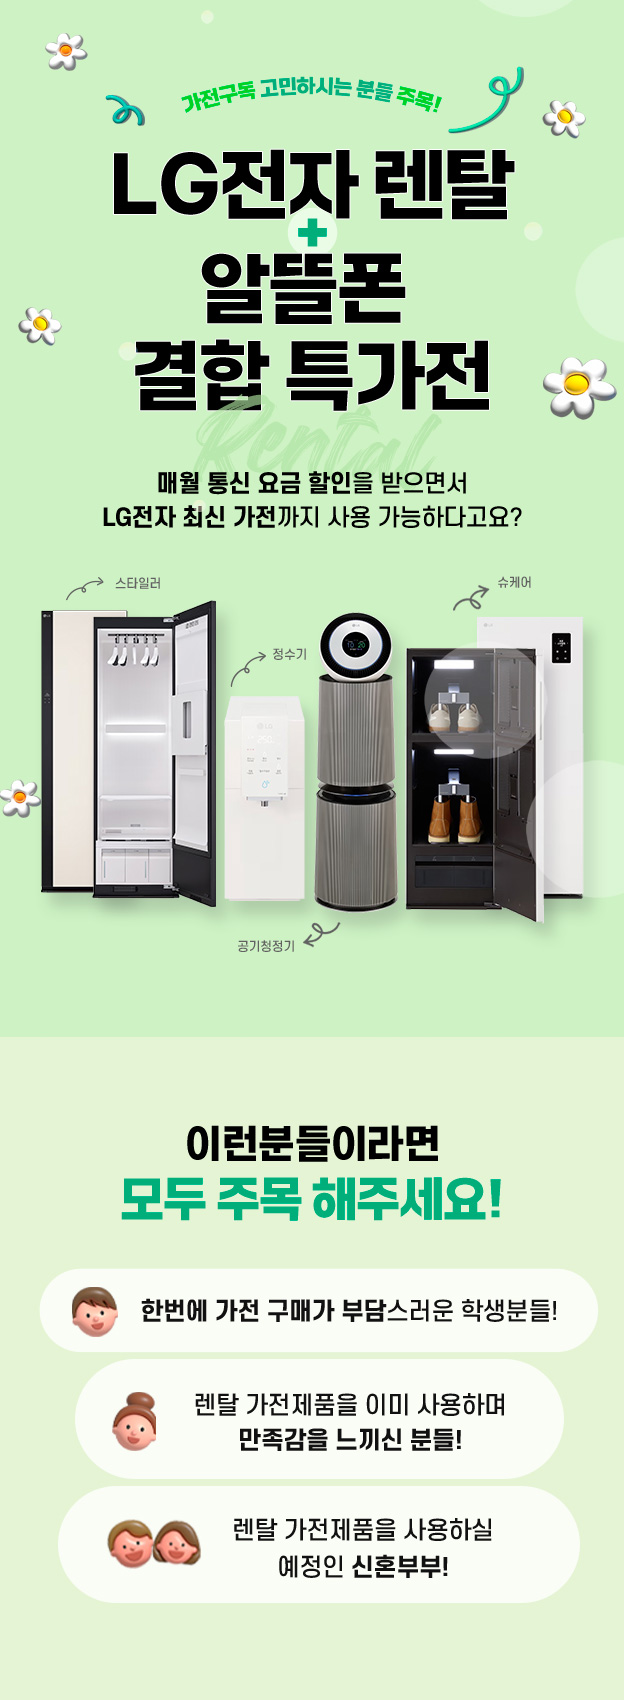 가전구독 고민하시는 분들 주목!
LG전자 렌탈
+
알뜰폰
결합 특가전
Rental
매월 통신 요금 할인을 받으면서
LG전자 최신 가전까지 사용 가능하다고요?
스타일러
슈케어
정수기
LG
공기청정기
이런분들이라면
모두 주목 해주세요!
한번에 가전 구매가 부담스러운 학생분들!
렌탈 가전제품을 이미 사용하며
만족감을 느끼신 분들!
렌탈 가전제품을 사용하실
예정인 신혼부부!